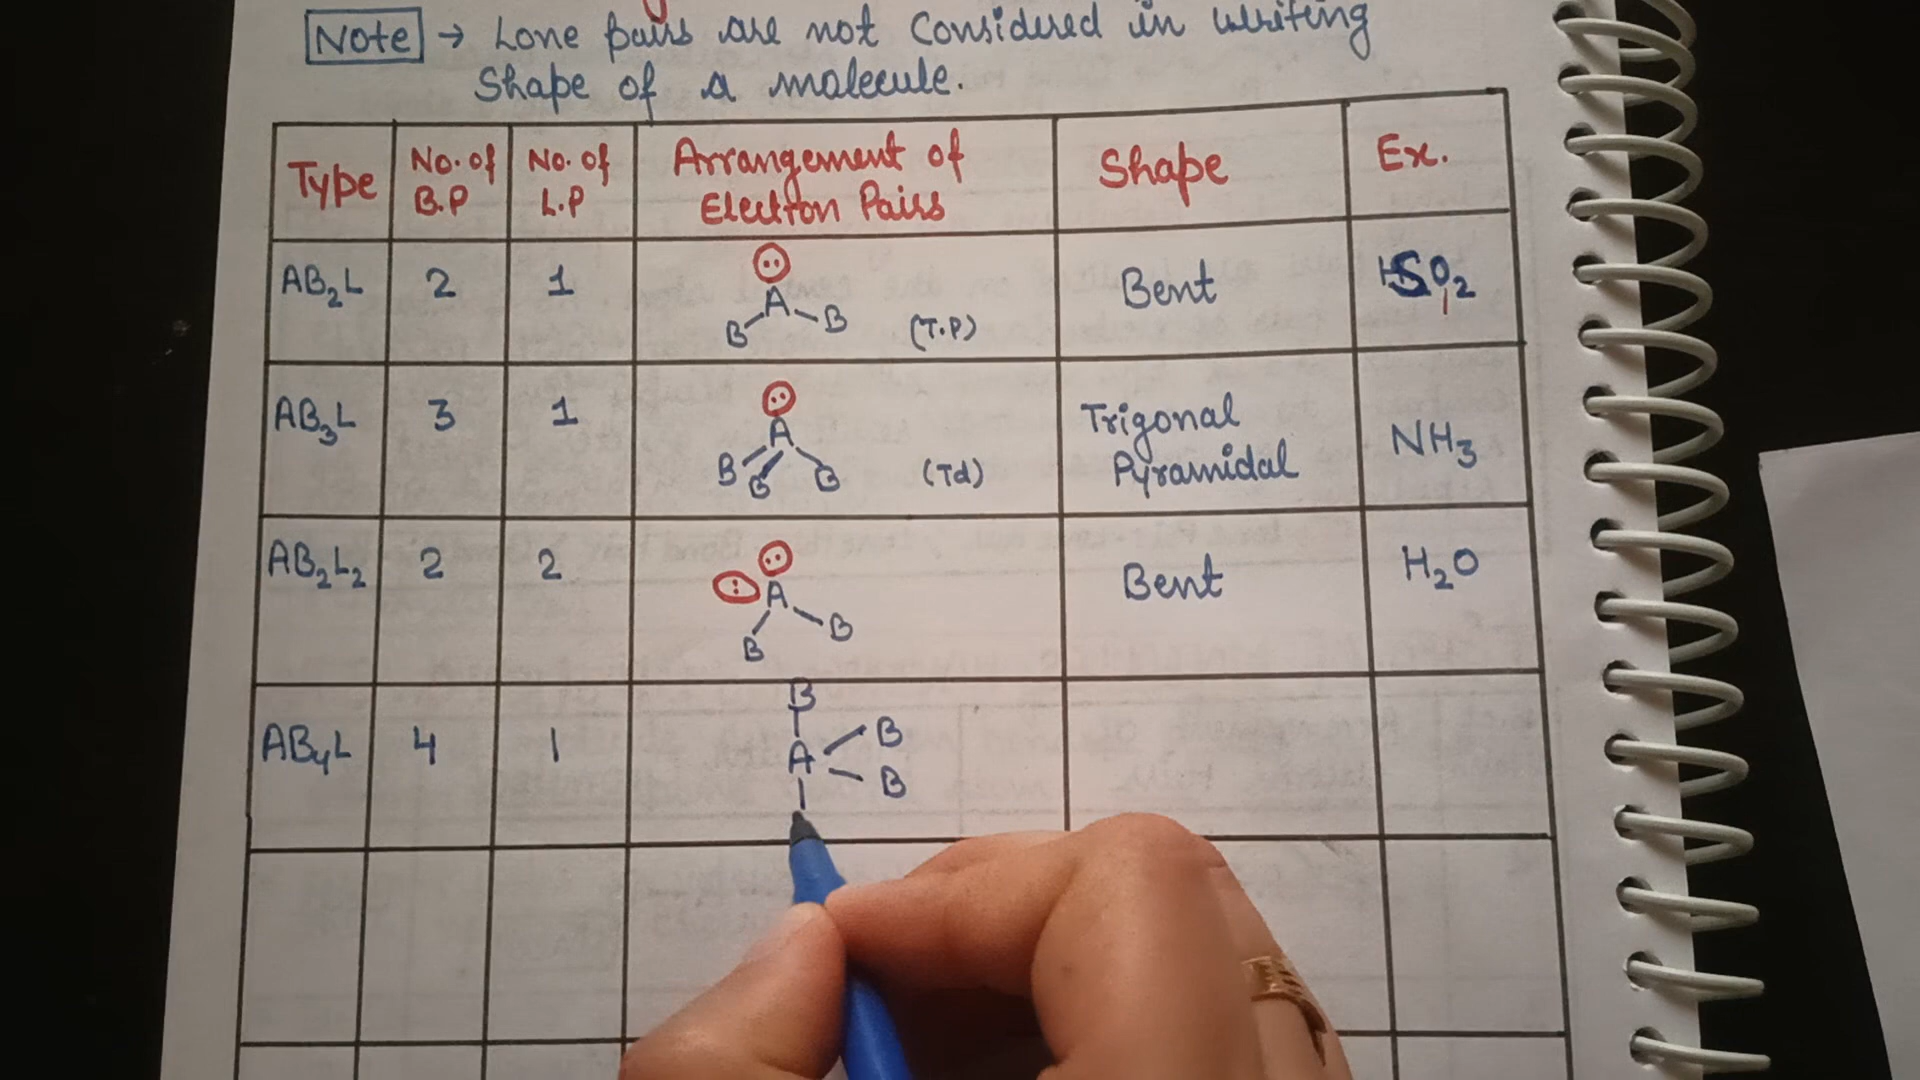 Note → Lone pairs are not Considered in writing
Shape of a molecule.
Type No. of B.P No. of L.P Arrangement of Electron Pairs Shape Ex.
AB₂L 2 1 A B B (T.P) Bent SO₂
AB₃L 3 1 A B B B (Td) Trigonal Pyramidal NH₃
AB₂L₂ 2 2 A B B Bent H₂O
AB₄L 4 1 B A B B